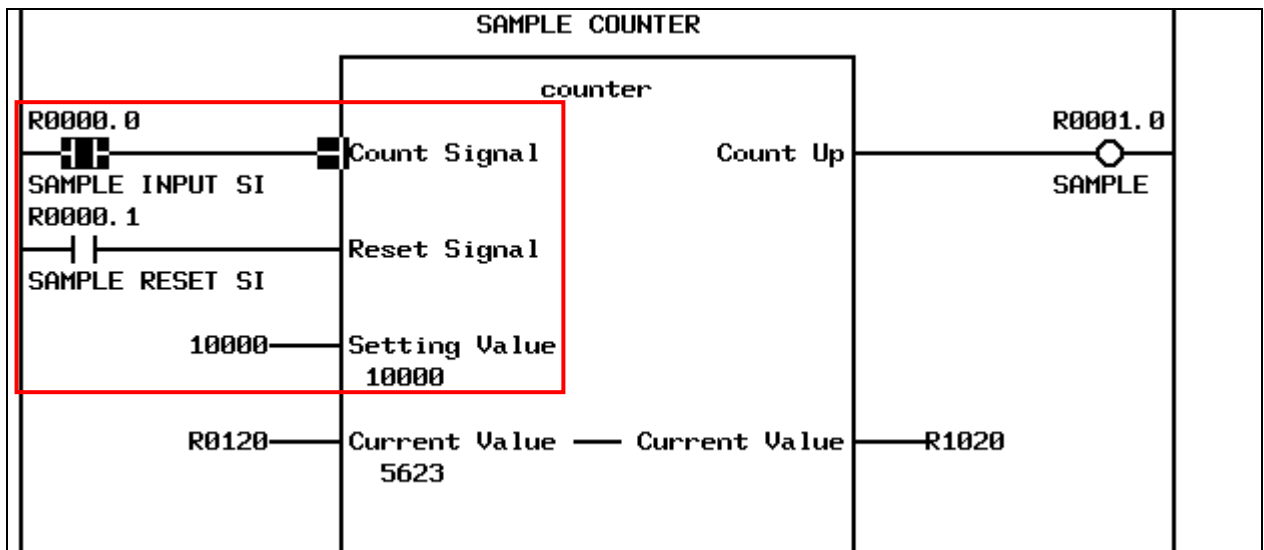 SAMPLE COUNTER
counter
R0000.0
R0001.0
Count Signal
Count Up
SAMPLE INPUT SI
SAMPLE
R0000.1
Reset Signal
SAMPLE RESET SI
10000
Setting Value
10000
R0120
Current Value
Current Value
R1020
5623